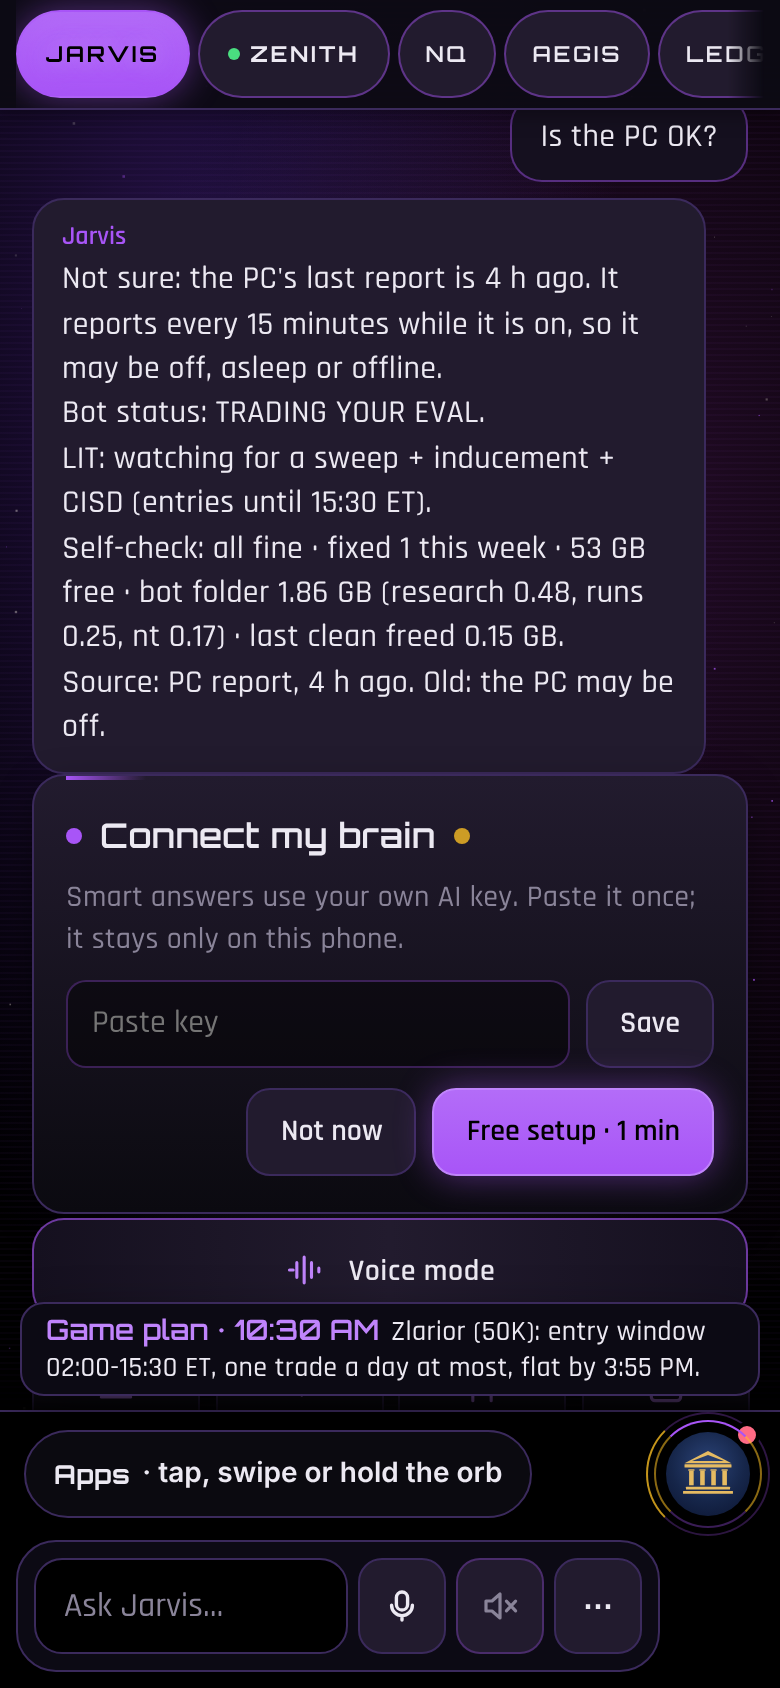 JARVIS
ZENITH
NQ
AEGIS
Is the PC OK?
Jarvis
Not sure: the PC's last report is 4 h ago. It
reports every 15 minutes while it is on, so it
may be off, asleep or offline.
Bot status: TRADING YOUR EVAL.
LIT: watching for a sweep + inducement +
CISD (entries until 15:30 ET).
Self-check: all fine · fixed 1 this week · 53 GB
free · bot folder 1.86 GB (research 0.48, runs
0.25, nt 0.17) · last clean freed 0.15 GB.
Source: PC report, 4 h ago. Old: the PC may be
off.
Connect my brain
Smart answers use your own AI key. Paste it once;
it stays only on this phone.
Paste key
Save
Not now
Free setup · 1 min
Voice mode
Game plan · 10:30 AM Zlarior (50K): entry window
02:00-15:30 ET, one trade a day at most, flat by 3:55 PM.
Apps · tap, swipe or hold the orb
Ask Jarvis...